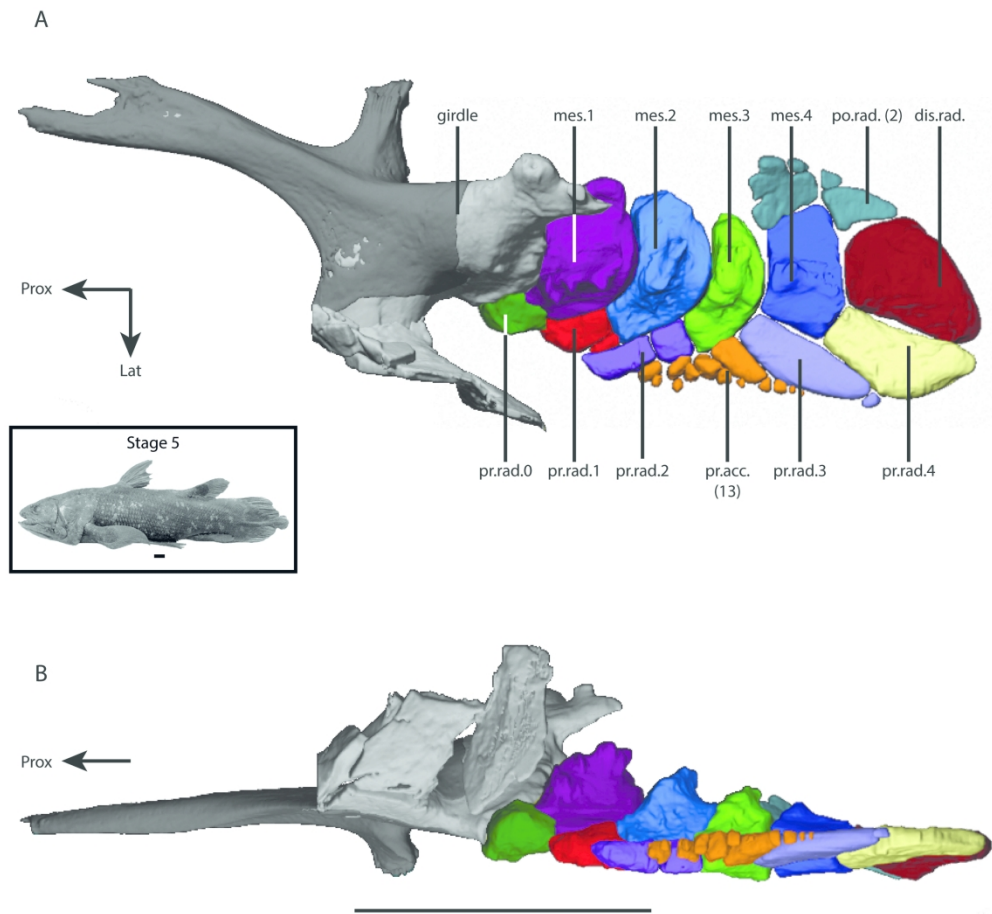 A
girdle mes.1 mes.2 mes.3 mes.4 po.rad. (2) dis.rad.
Prox
Lat
Stage 5
pr.rad.0 pr.rad.1 pr.rad.2 pr.acc. pr.rad.3 pr.rad.4
(13)
B
Prox